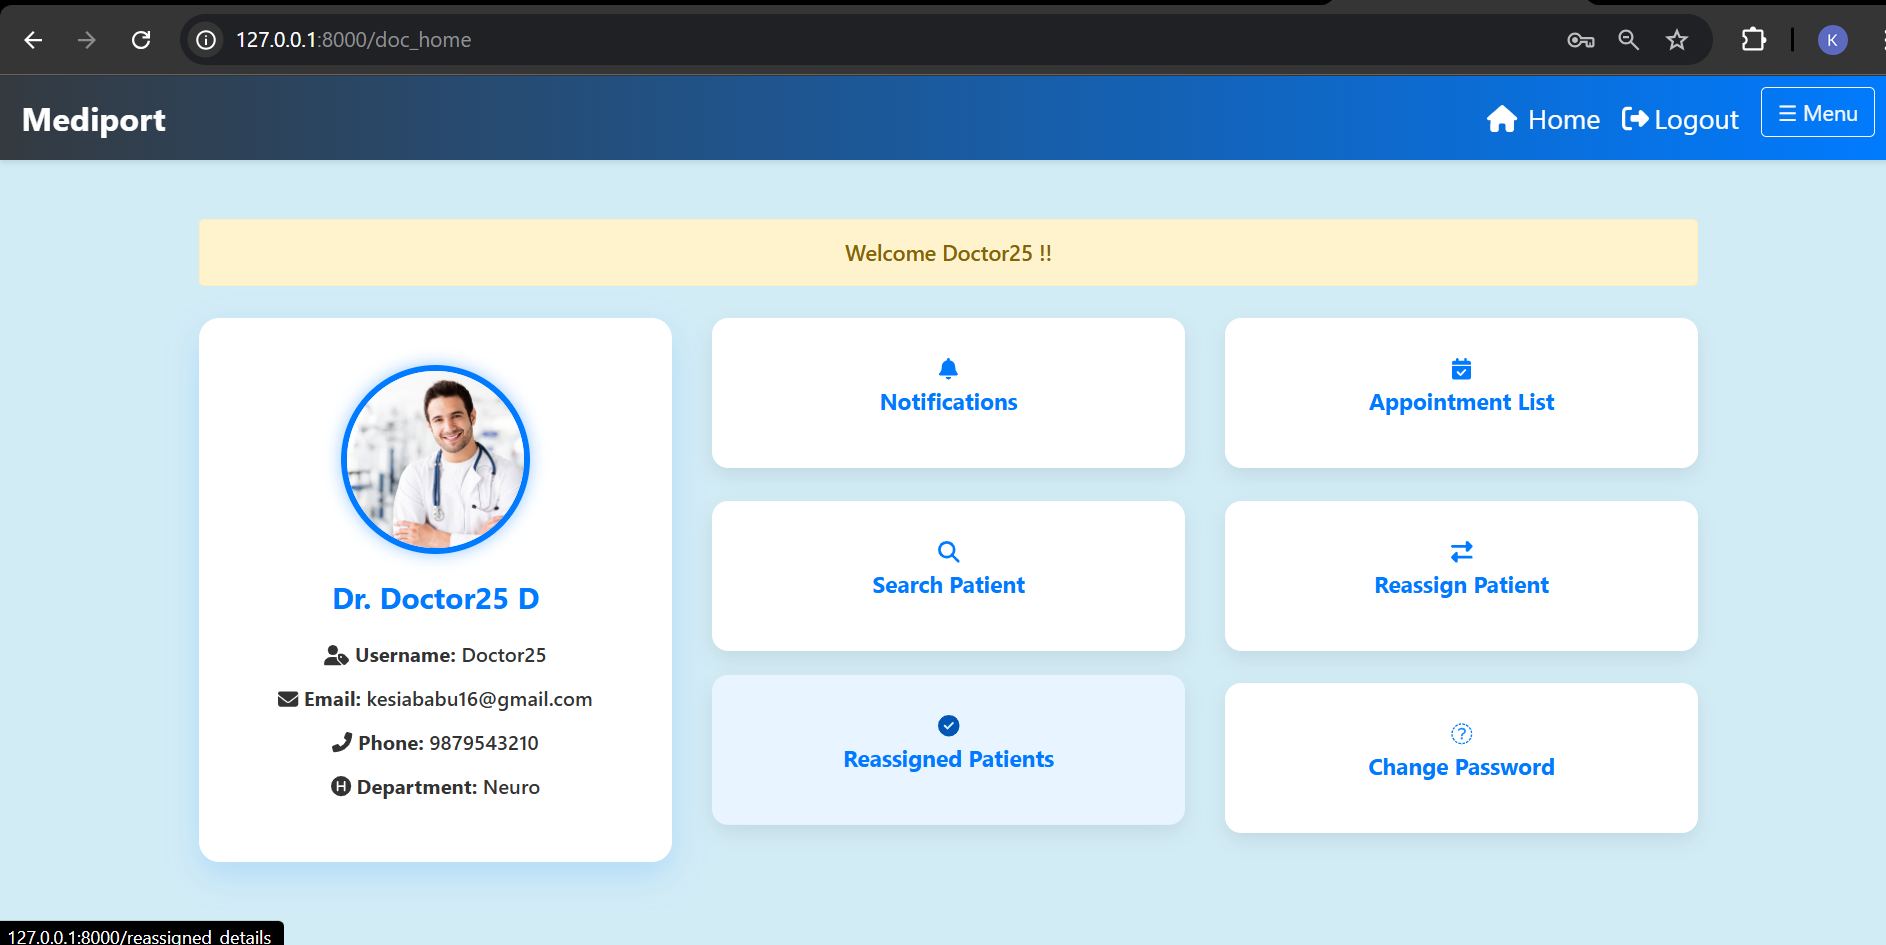 127.0.0.1:8000/doc_home
K
Mediport
Home
Logout
☰ Menu
Welcome Doctor25 !!
Dr. Doctor25 D
Username: Doctor25
Email: kesiababu16@gmail.com
Phone: 9879543210
H Department: Neuro
Notifications
Appointment List
Search Patient
Reassign Patient
Reassigned Patients
?
Change Password
127.0.0.1:8000/reassigned_details